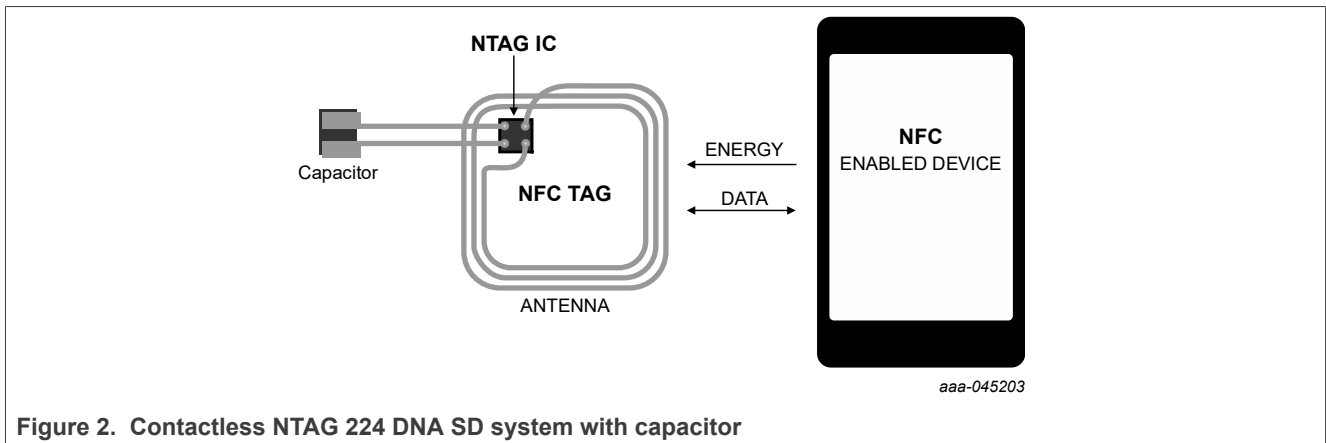 NTAG IC
Capacitor
NFC TAG
ANTENNA
ENERGY
DATA
NFC
ENABLED DEVICE
aaa-045203
Figure 2. Contactless NTAG 224 DNA SD system with capacitor